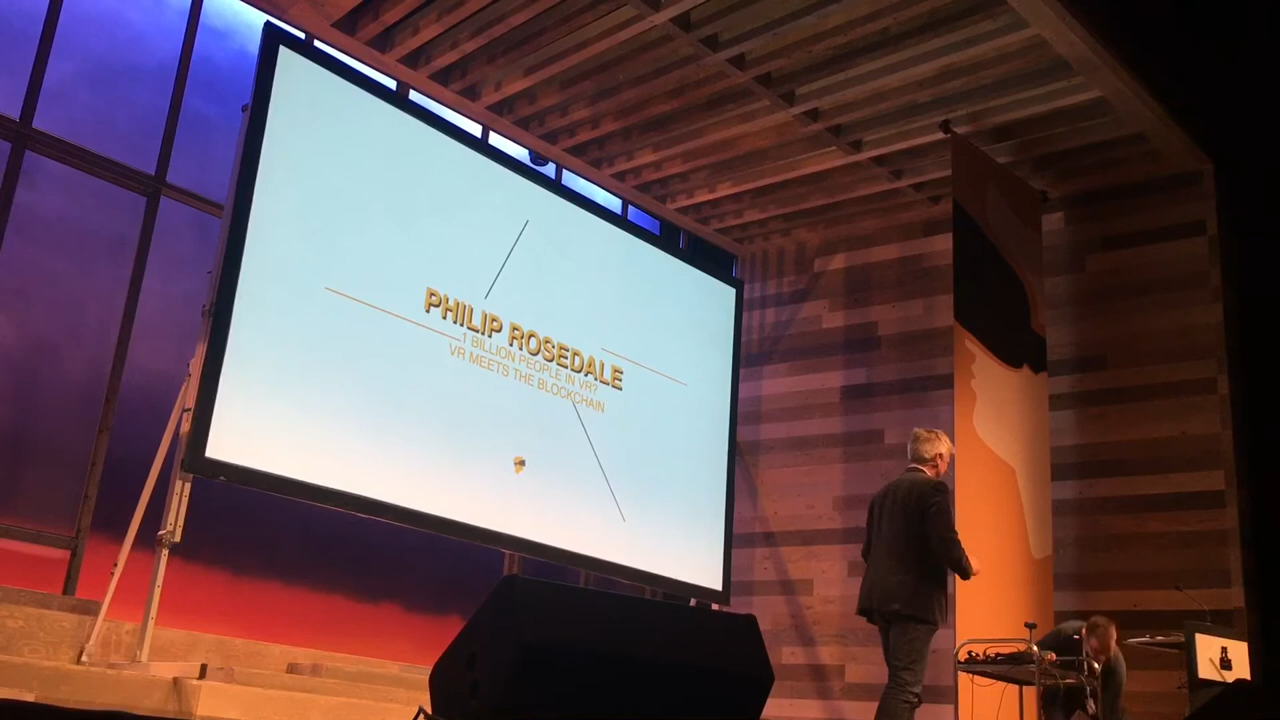 PHILIP ROSEDALE
1 BILLION PEOPLE IN VR?
VR MEETS THE BLOCKCHAIN